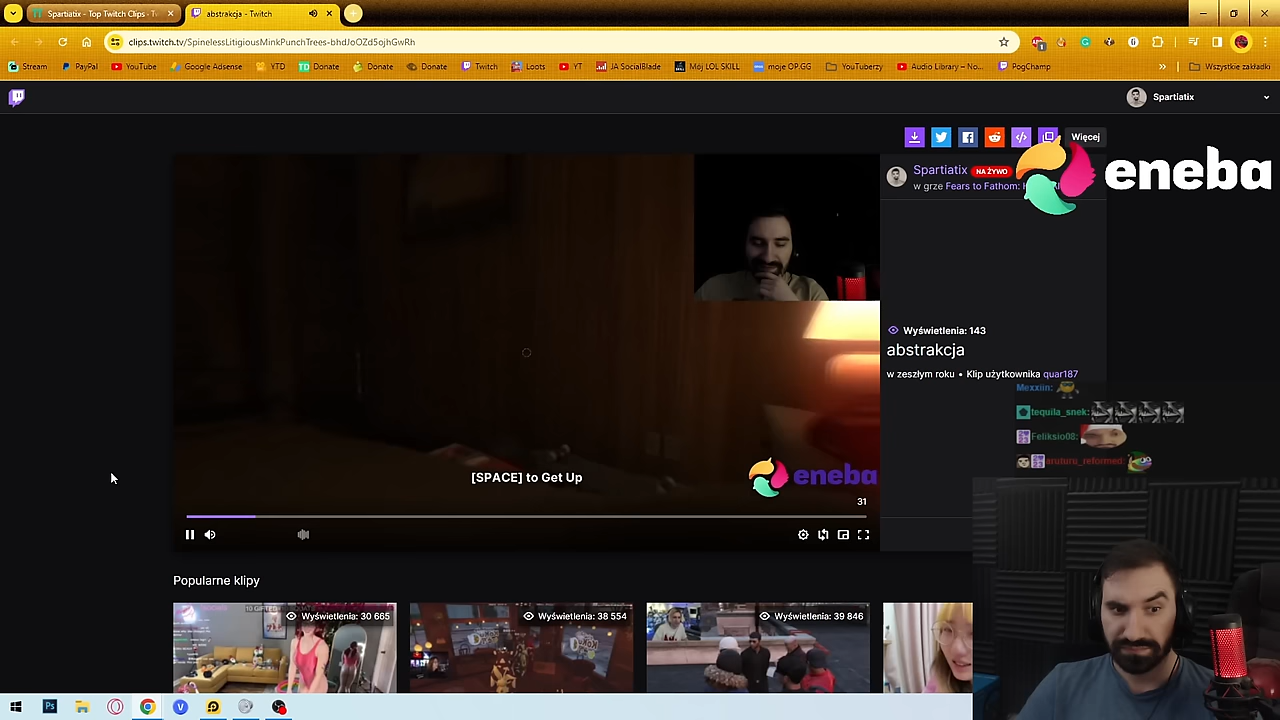 Spartiatix - Top Twitch Clips - Tw
abstrakcja - Twitch
clips.twitch.tv/SpinelessLitigiousMinkPunchTrees-bhdJoOZd5ojhGwRh
Stream
PayPal
YouTube
Google Adsense
YTD
Donate
Donate
Donate
Twitch
Loots
YT
JA SocialBlade
Mój LOL SKILL
moje OP.GG
YouTuberzy
Audio Library – No...
PogChamp
Wszystkie zakładki
Spartiatix
Więcej
Spartiatix NA ŻYWO
w grze Fears to Fathom:
eneba
Wyświetlenia: 143
abstrakcja
w zeszłym roku • Klip użytkownika quar187
Mexxiin:
tequila_snek:
Feliksio08:
aruturu_reformed:
[SPACE] to Get Up
eneba
31
Popularne klipy
Wyświetlenia: 30 665
Wyświetlenia: 38 554
Wyświetlenia: 39 846